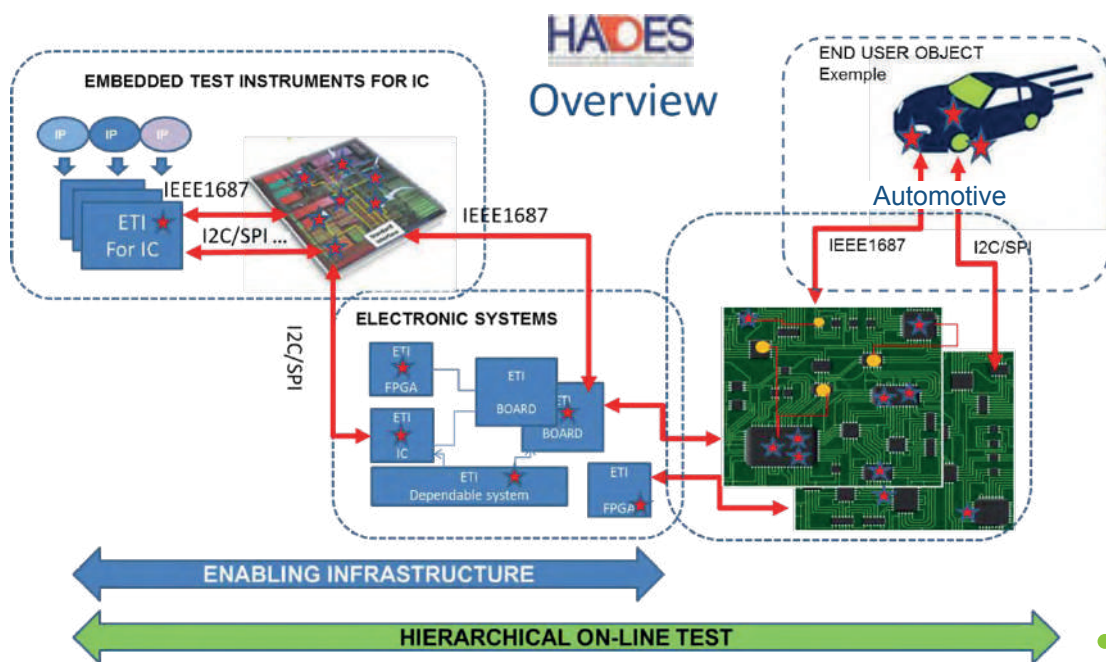 HADES
Overview
EMBEDDED TEST INSTRUMENTS FOR IC
IP
IP
IP
ETI
For IC
IEEE1687
I2C/SPI ...
Standard
Interface
IEEE1687
I2C/SPI
ELECTRONIC SYSTEMS
ETI
FPGA
ETI
IC
ETI
BOARD
ETI
BOARD
ETI
Dependable system
ETI
FPGA
END USER OBJECT
Exemple
Automotive
IEEE1687
I2C/SPI
ENABLING INFRASTRUCTURE
HIERARCHICAL ON-LINE TEST